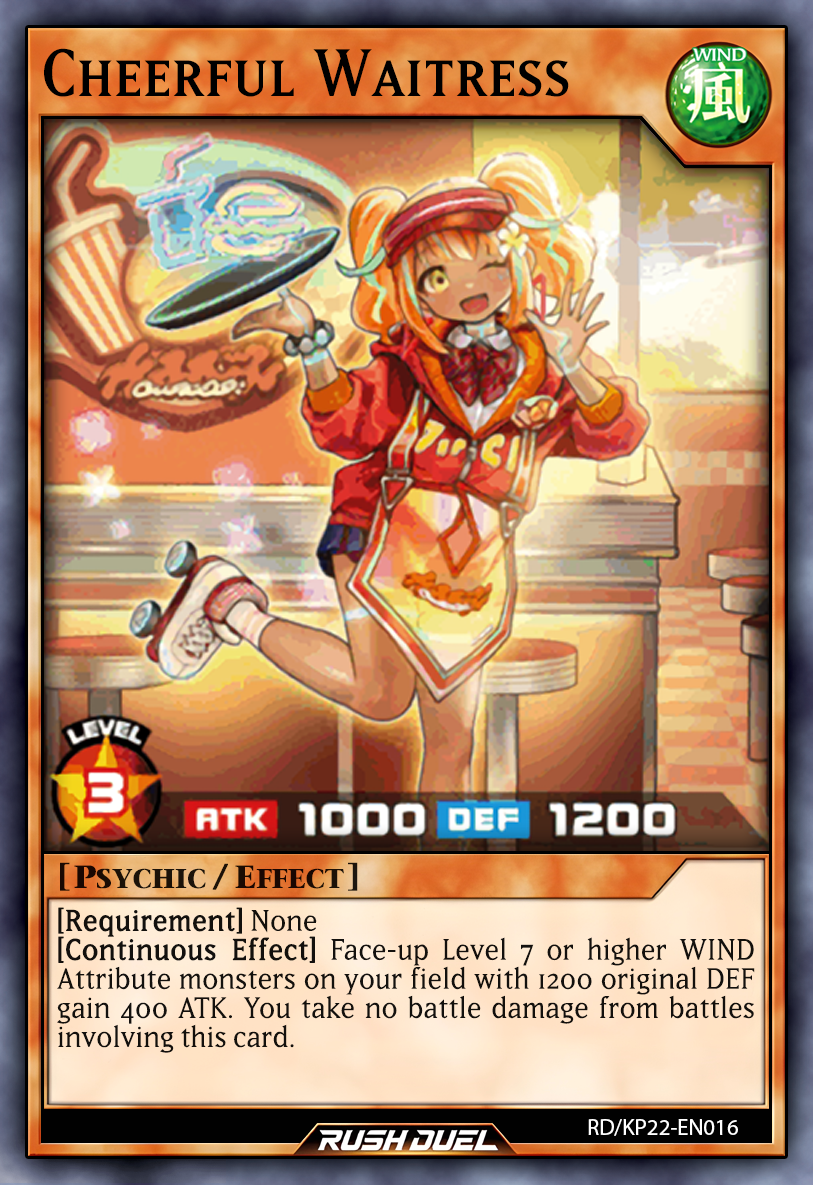 Cheerful Waitress
WIND
風
LEVEL
3
ATK 1000 DEF 1200
[Psychic / Effect]
[Requirement] None
[Continuous Effect] Face-up Level 7 or higher WIND
Attribute monsters on your field with 1200 original DEF
gain 400 ATK. You take no battle damage from battles
involving this card.
RD/KP22-EN016
RUSH DUEL